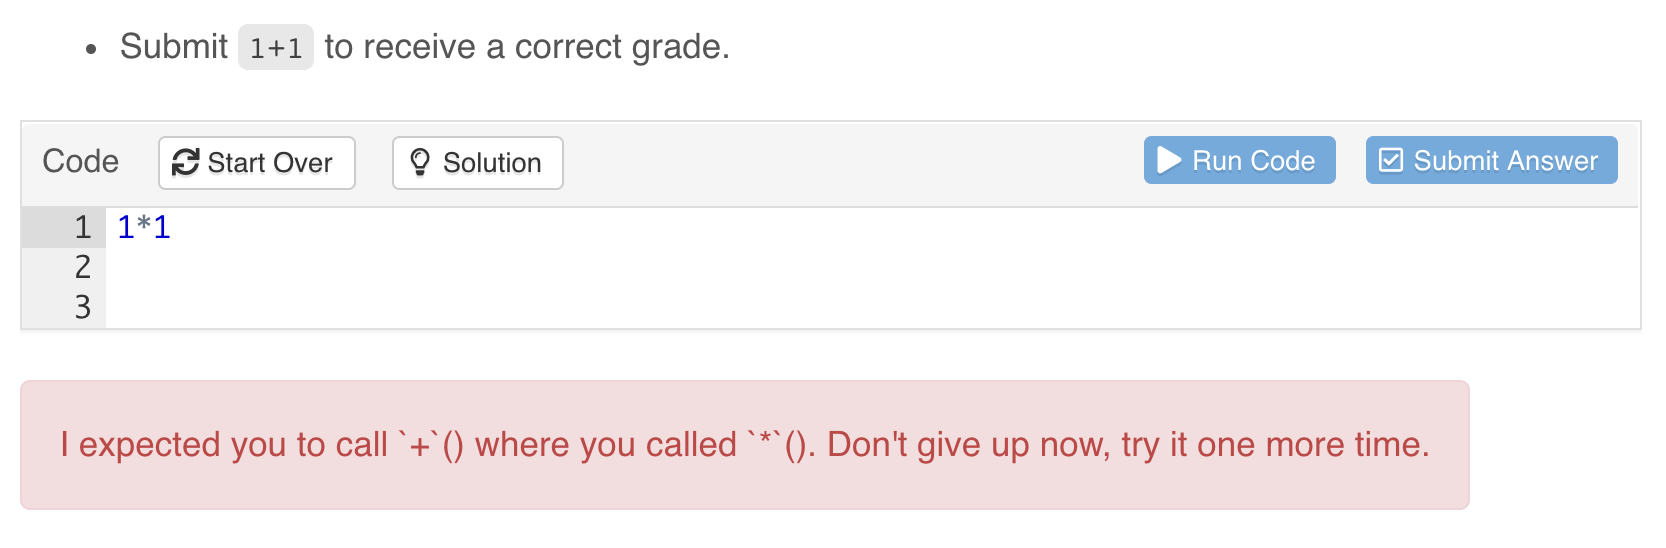 Submit 1+1 to receive a correct grade.
Code Start Over Solution Run Code Submit Answer
1 1*1
2
3
I expected you to call `+`() where you called `*`(). Don't give up now, try it one more time.